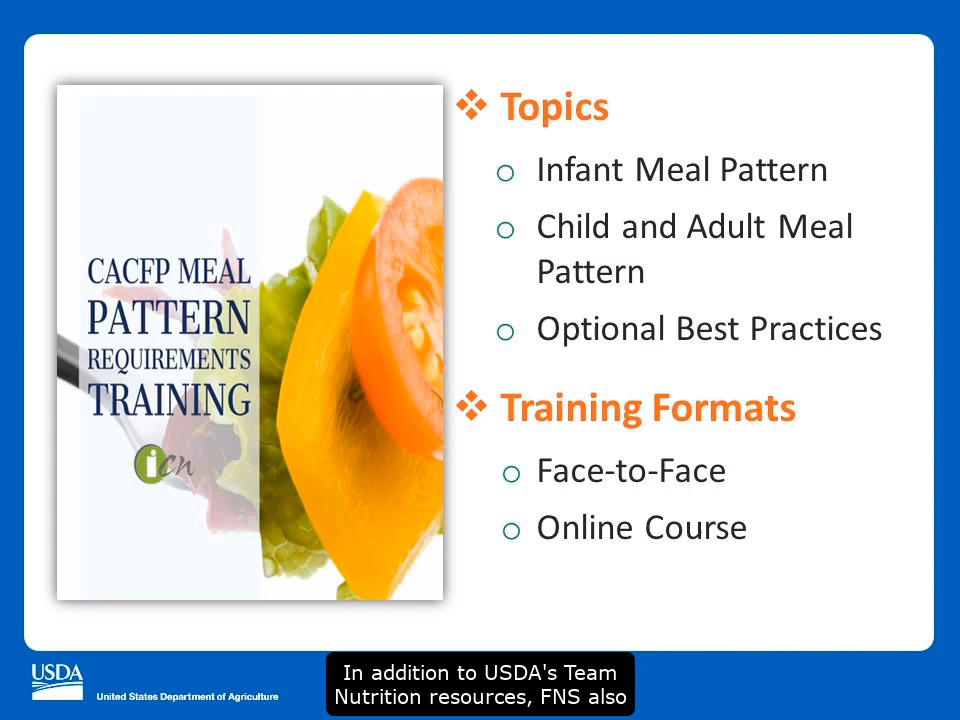 CACFP MEAL
PATTERN
REQUIREMENTS
TRAINING
icn
❖ Topics
o Infant Meal Pattern
o Child and Adult Meal
Pattern
o Optional Best Practices
❖ Training Formats
o Face-to-Face
o Online Course
USDA
United States Department of Agriculture
In addition to USDA's Team
Nutrition resources, FNS also